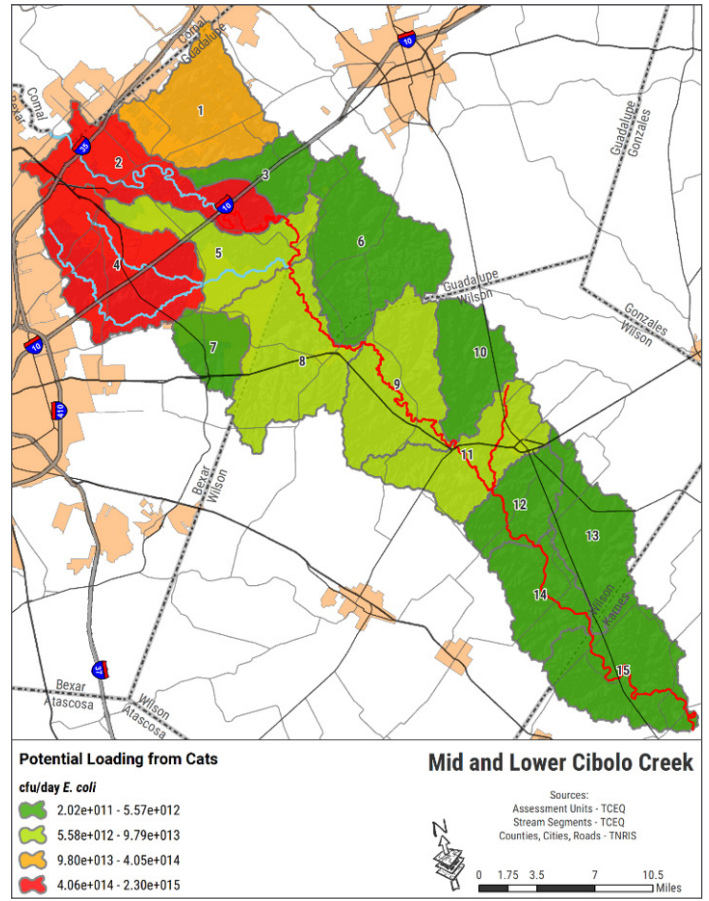 Comal
Guadalupe
10
Comal
Bexar
35
1
2
3
Guadalupe
Gonzales
10
4
5
6
Guadalupe
Wilson
Gonzales
Wilson
7
8
9
10
10
410
11
Bexar
Wilson
12
13
14
Wilson
Karnes
15
37
Bexar
Atascosa
Wilson
Atascosa
Potential Loading from Cats
cfu/day E. coli
2.02e+011 - 5.57e+012
5.58e+012 - 9.79e+013
9.80e+013 - 4.05e+014
4.06e+014 - 2.30e+015
Mid and Lower Cibolo Creek
Sources:
Assessment Units - TCEQ
Stream Segments - TCEQ
Counties, Cities, Roads - TNRIS
N
0 1.75 3.5 7 10.5
Miles